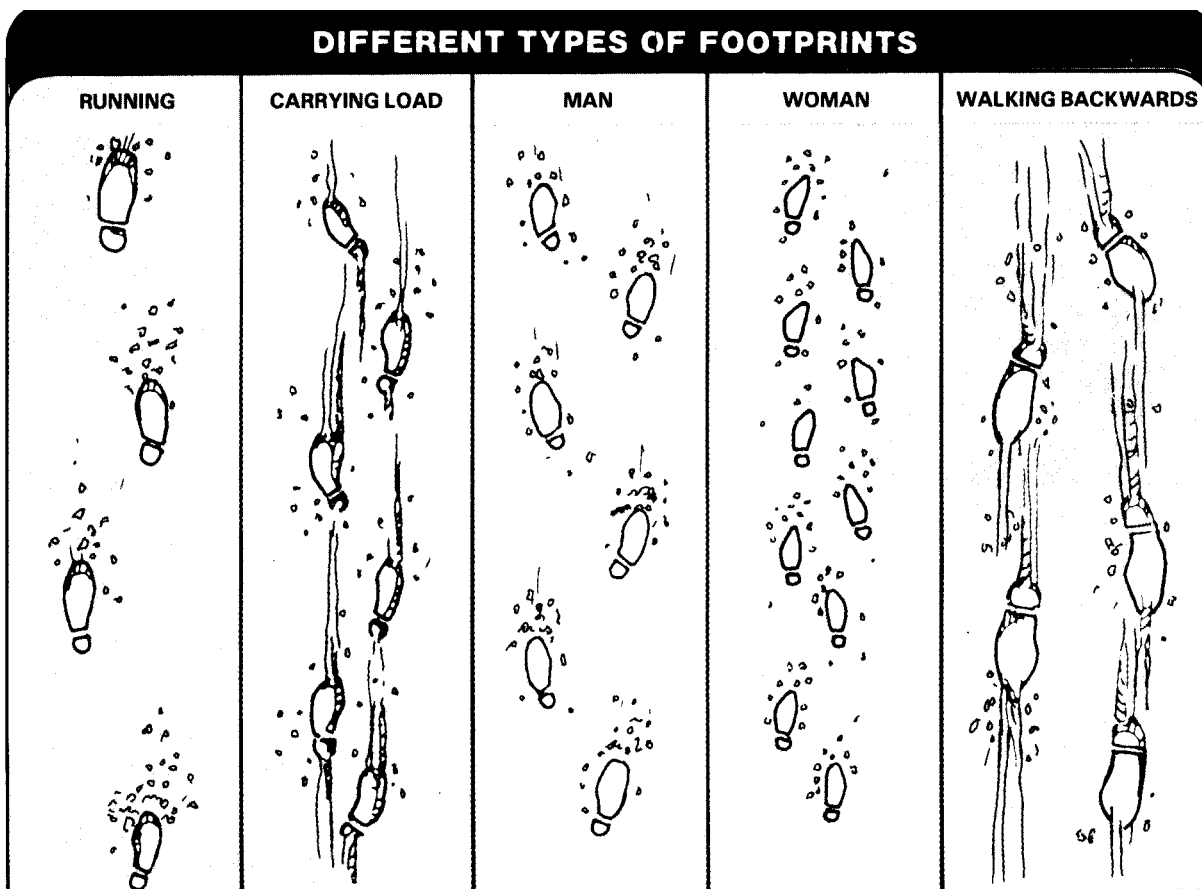 DIFFERENT TYPES OF FOOTPRINTS
RUNNING
CARRYING LOAD
MAN
WOMAN
WALKING BACKWARDS